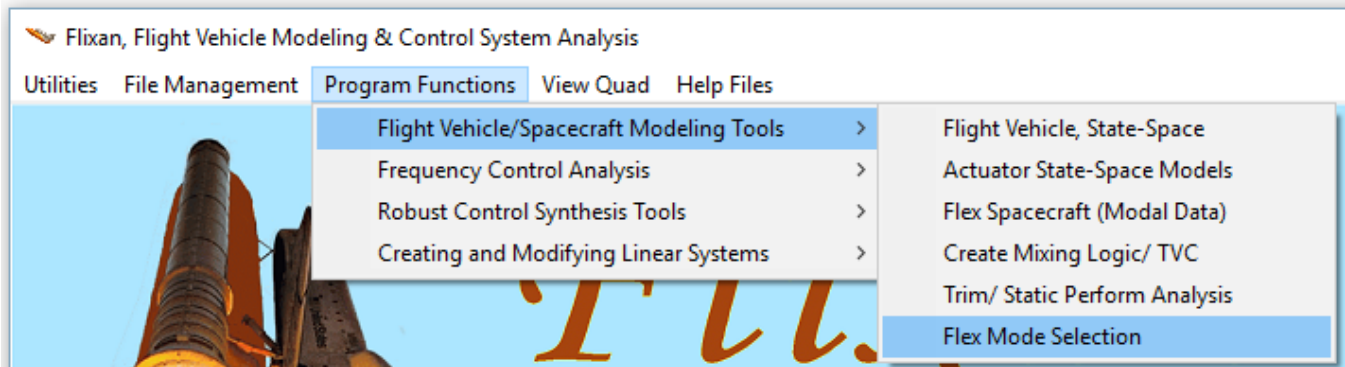 Flixan, Flight Vehicle Modeling & Control System Analysis
Utilities File Management Program Functions View Quad Help Files
Flight Vehicle/Spacecraft Modeling Tools >
Frequency Control Analysis >
Robust Control Synthesis Tools >
Creating and Modifying Linear Systems >
Flight Vehicle, State-Space
Actuator State-Space Models
Flex Spacecraft (Modal Data)
Create Mixing Logic/ TVC
Trim/ Static Perform Analysis
Flex Mode Selection